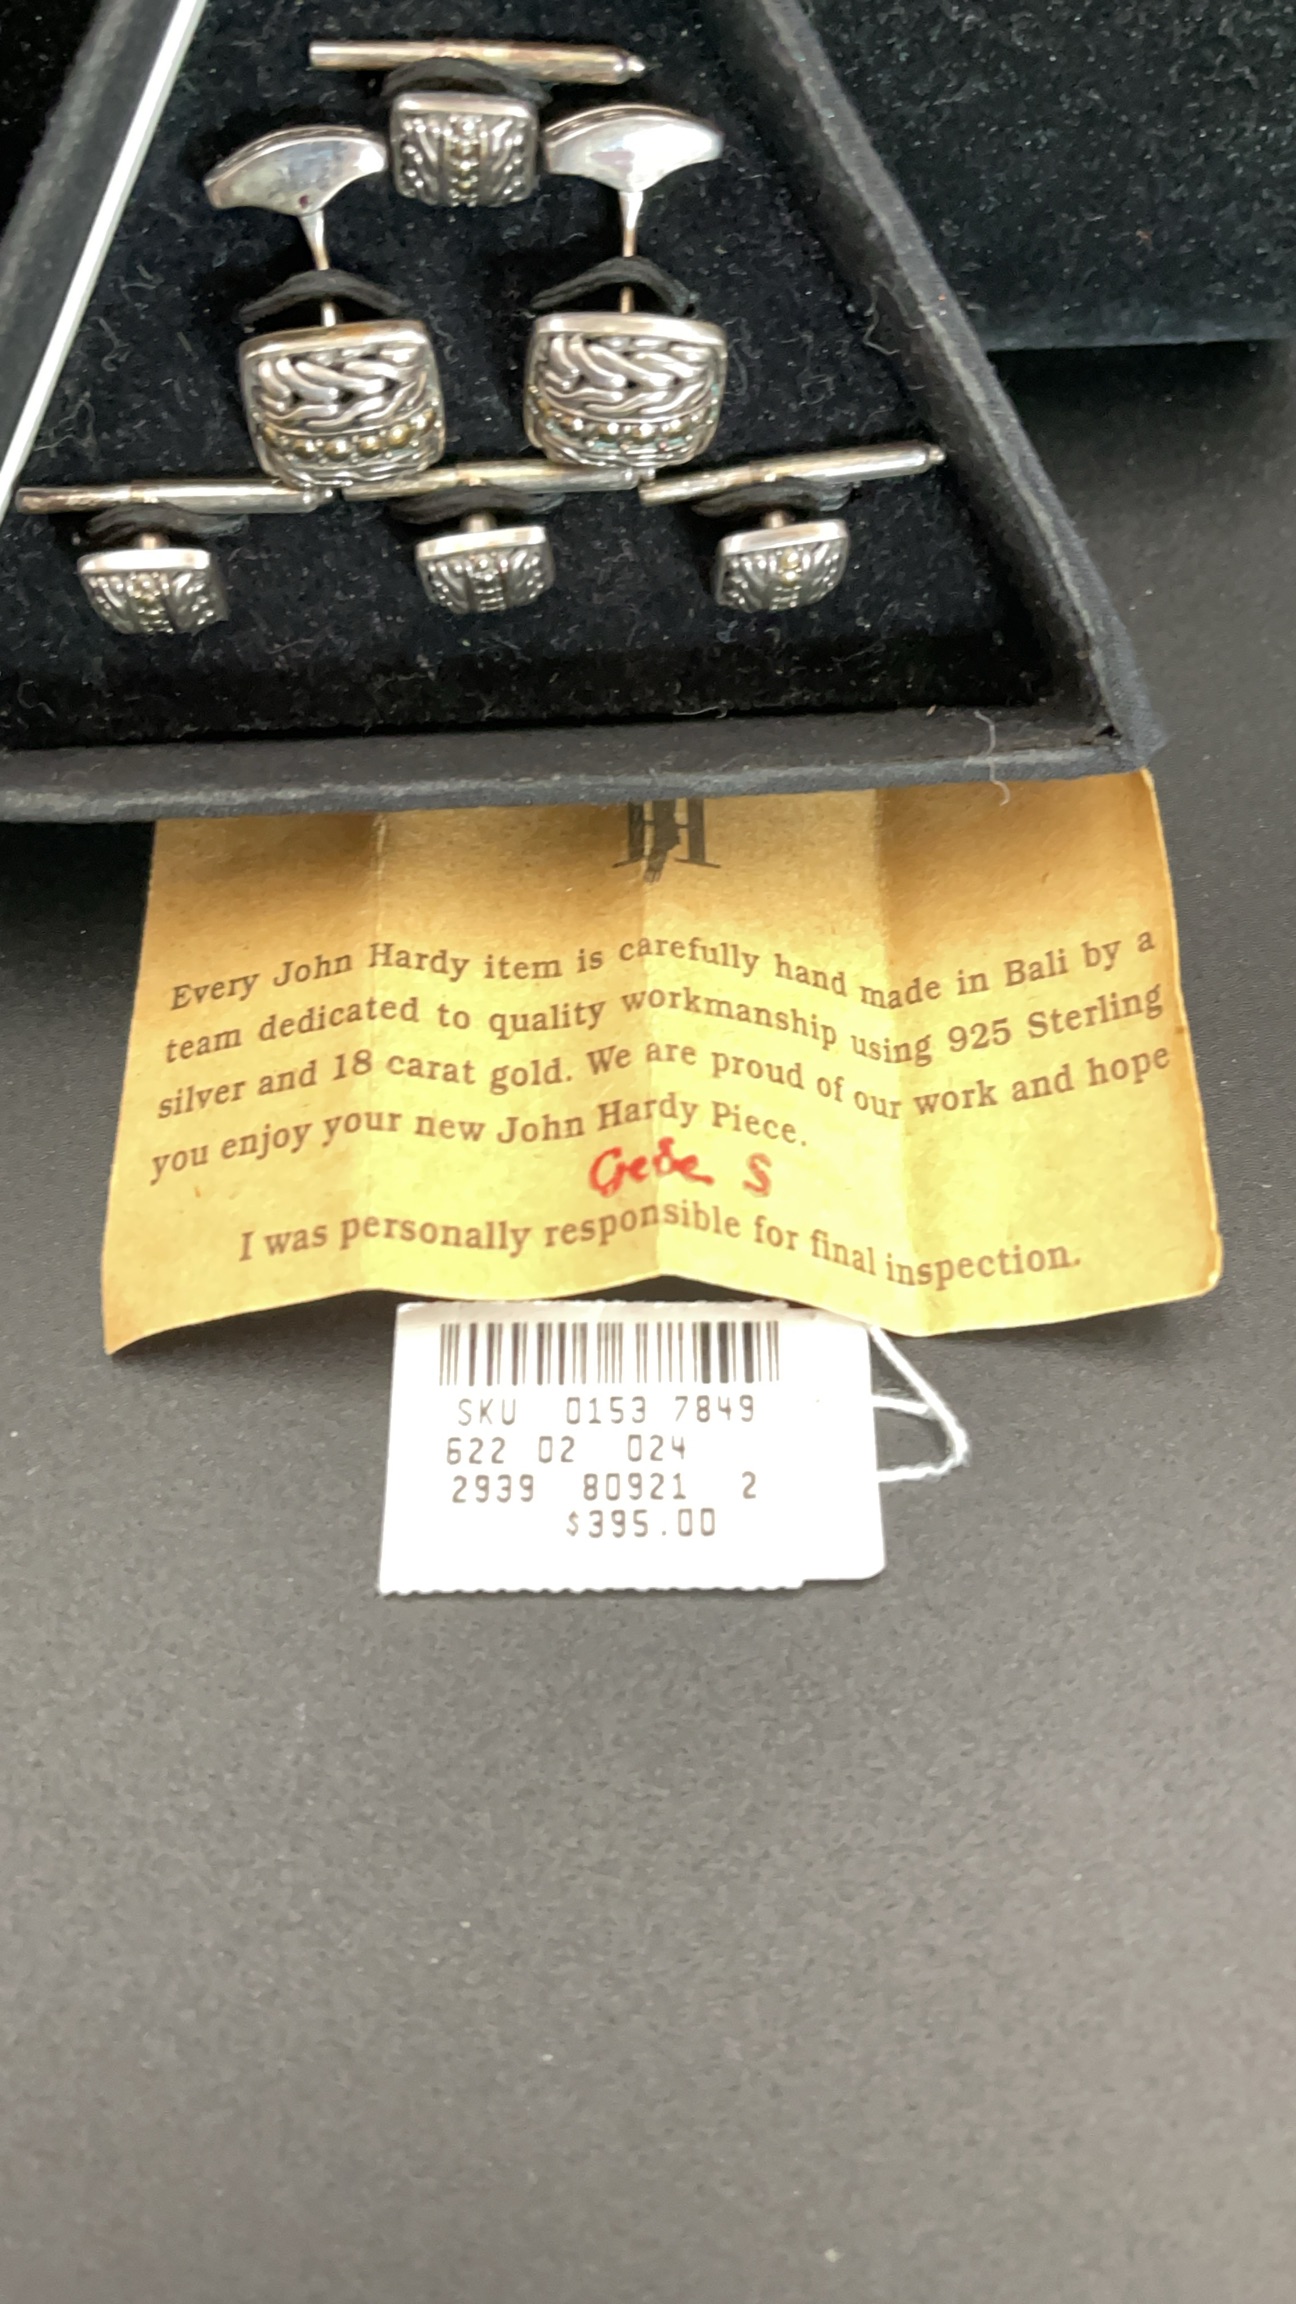 Every John Hardy item is carefully hand made in Bali by a
team dedicated to quality workmanship using 925 Sterling
silver and 18 carat gold. We are proud of our work and hope
you enjoy your new John Hardy Piece.
Gede S
I was personally responsible for final inspection.
SKU 0153 7849
622 02 024
2939 80921 2
$395.00